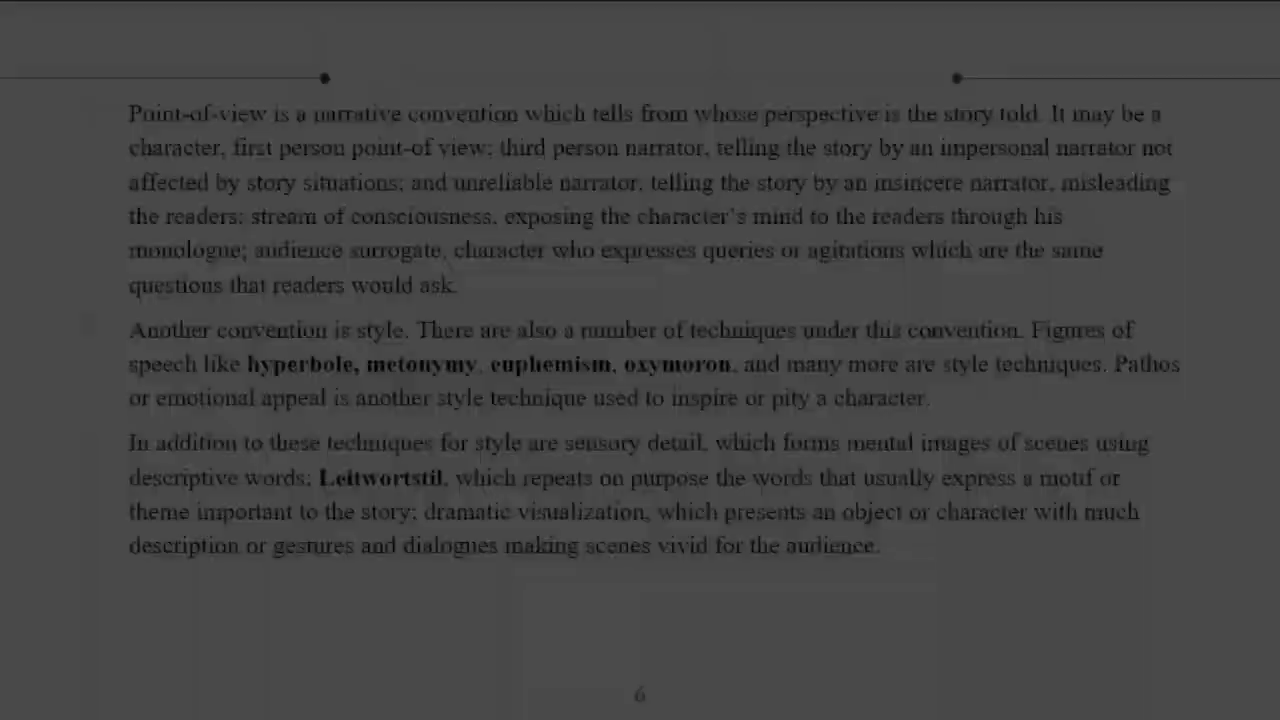 Point-of-view is a narrative convention which tells from whose perspective is the story told. It may be a
character, first person point-of view; third person narrator, telling the story by an impersonal narrator not
affected by story situations; and unreliable narrator, telling the story by an insincere narrator, misleading
the readers; stream of consciousness, exposing the character's mind to the readers through his
monologue; audience surrogate, character who expresses queries or agitations which are the same
questions that readers would ask.
Another convention is style. There are also a number of techniques under this convention. Figures of
speech like hyperbole, metonymy, euphemism, oxymoron, and many more are style techniques. Pathos
or emotional appeal is another style technique used to inspire or pity a character.
In addition to these techniques for style are sensory detail, which forms mental images of scenes using
descriptive words; Leitwortstil, which repeats on purpose the words that usually express a motif or
theme important to the story; dramatic visualization, which presents an object or character with much
description or gestures and dialogues making scenes vivid for the audience.
6